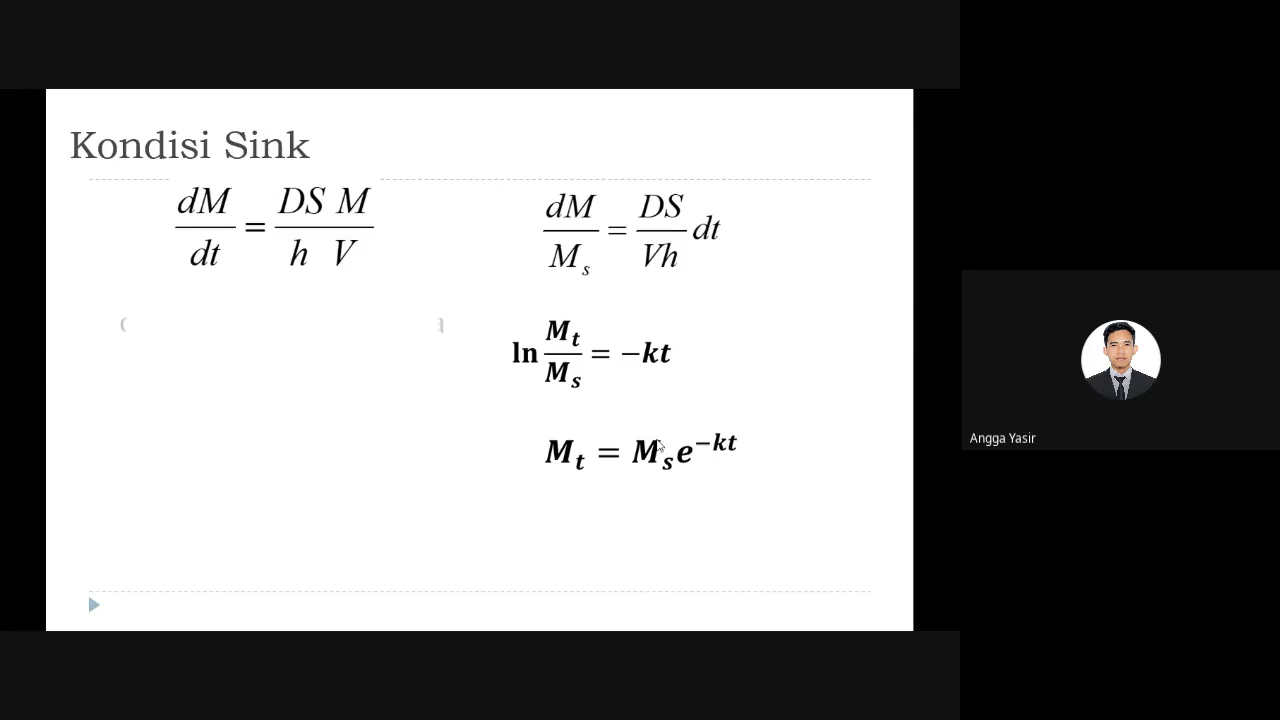 Kondisi Sink
dM/dt = DS/h M/V
dM/M_s = DS/Vh dt
ln M_t/M_s = −kt
M_t = M_s e^{−kt}
Angga Yasir